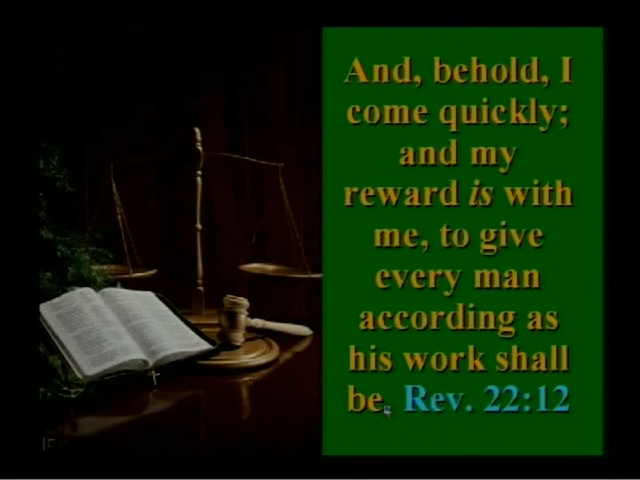 And, behold, I
come quickly;
and my
reward is with
me, to give
every man
according as
his work shall
be. Rev. 22:12